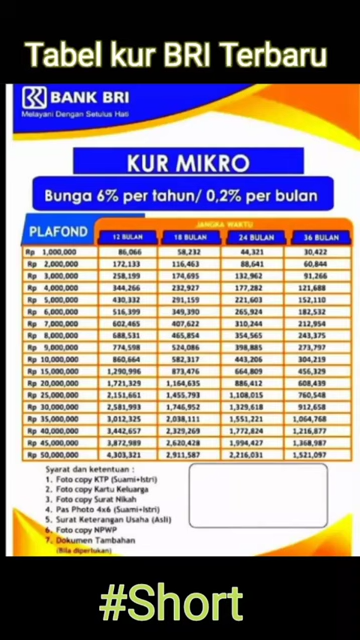 Tabel kur BRI Terbaru
BANK BRI
Melayani Dengan Setulus Hati
KUR MIKRO
Bunga 6% per tahun/ 0,2% per bulan
PLAFOND JANGKA WAKTU
12 BULAN 18 BULAN 24 BULAN 36 BULAN
Rp 1,000,000 86,066 58,232 44,321 30,422
Rp 2,000,000 172,133 116,463 88,641 60,844
Rp 3,000,000 258,199 174,695 132,962 91,266
Rp 4,000,000 344,266 232,927 177,282 121,688
Rp 5,000,000 430,332 291,159 221,603 152,110
Rp 6,000,000 516,399 349,390 265,924 182,532
Rp 7,000,000 602,465 407,622 310,244 212,954
Rp 8,000,000 688,531 465,854 354,565 243,375
Rp 9,000,000 774,598 524,086 398,885 273,797
Rp 10,000,000 860,664 582,317 443,206 304,219
Rp 15,000,000 1,290,996 873,476 664,809 456,329
Rp 20,000,000 1,721,329 1,164,635 886,412 608,439
Rp 25,000,000 2,151,661 1,455,793 1,108,015 760,548
Rp 30,000,000 2,581,993 1,746,952 1,329,618 912,658
Rp 35,000,000 3,012,325 2,038,111 1,551,221 1,064,768
Rp 40,000,000 3,442,657 2,329,269 1,772,824 1,216,877
Rp 45,000,000 3,872,989 2,620,428 1,994,427 1,368,987
Rp 50,000,000 4,303,321 2,911,587 2,216,031 1,521,097
Syarat dan ketentuan :
1. Foto copy KTP (Suami+Istri)
2. Foto copy Kartu Keluarga
3. Foto copy Surat Nikah
4. Pas Photo 4x6 (Suami+Istri)
5. Surat Keterangan Usaha (Asli)
6. Foto copy NPWP
7. Dokumen Tambahan
(Bila diperlukan)
#Short